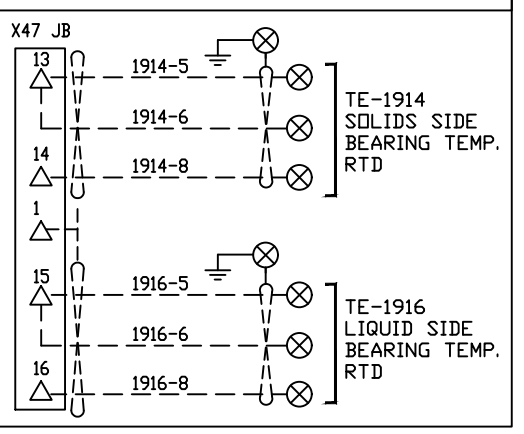 X47 JB
13
1914-5
1914-6
14
1914-8
TE-1914
SOLIDS SIDE
BEARING TEMP.
RTD
1
15
1916-5
1916-6
16
1916-8
TE-1916
LIQUID SIDE
BEARING TEMP.
RTD